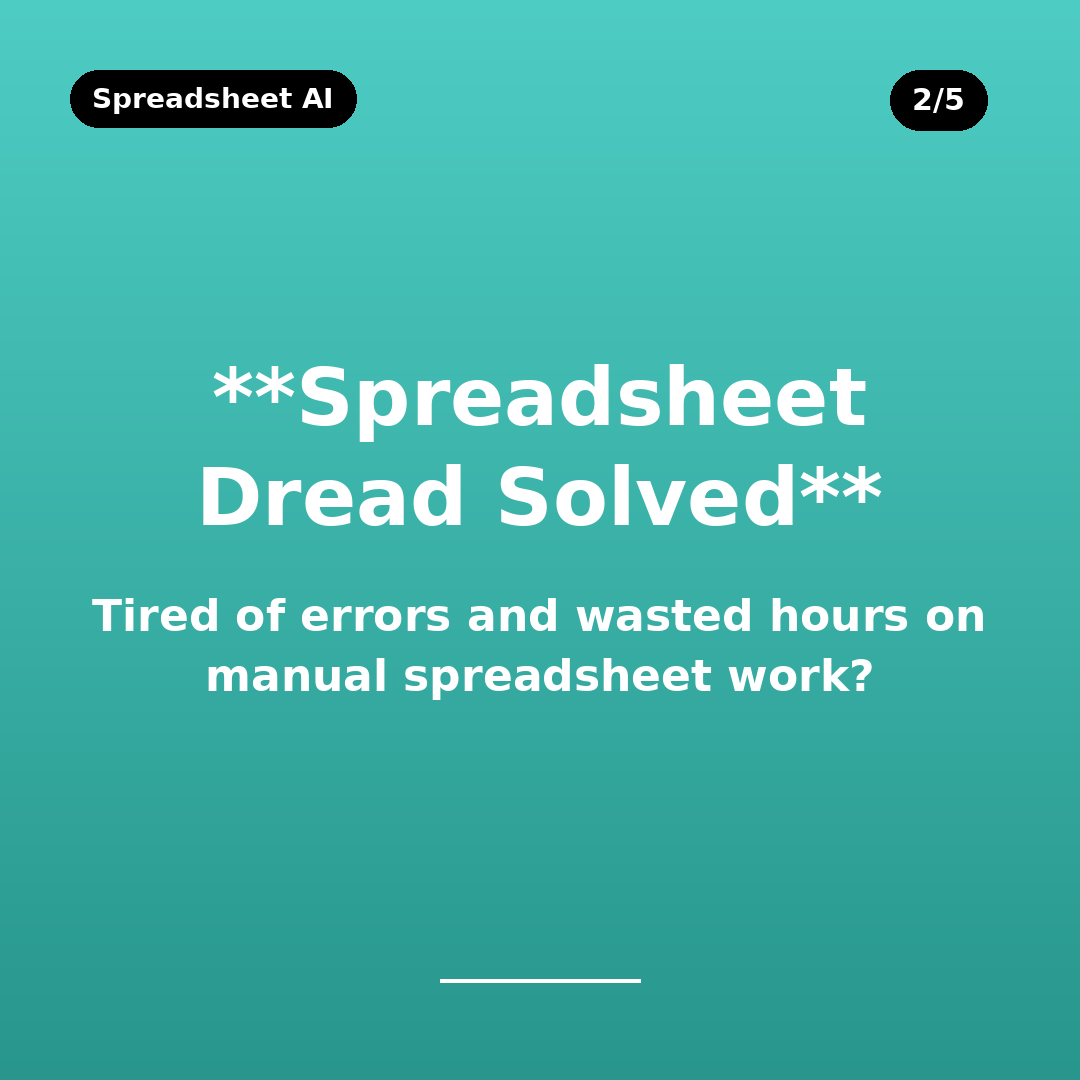 Spreadsheet AI
2/5
**Spreadsheet
Dread Solved**
Tired of errors and wasted hours on
manual spreadsheet work?